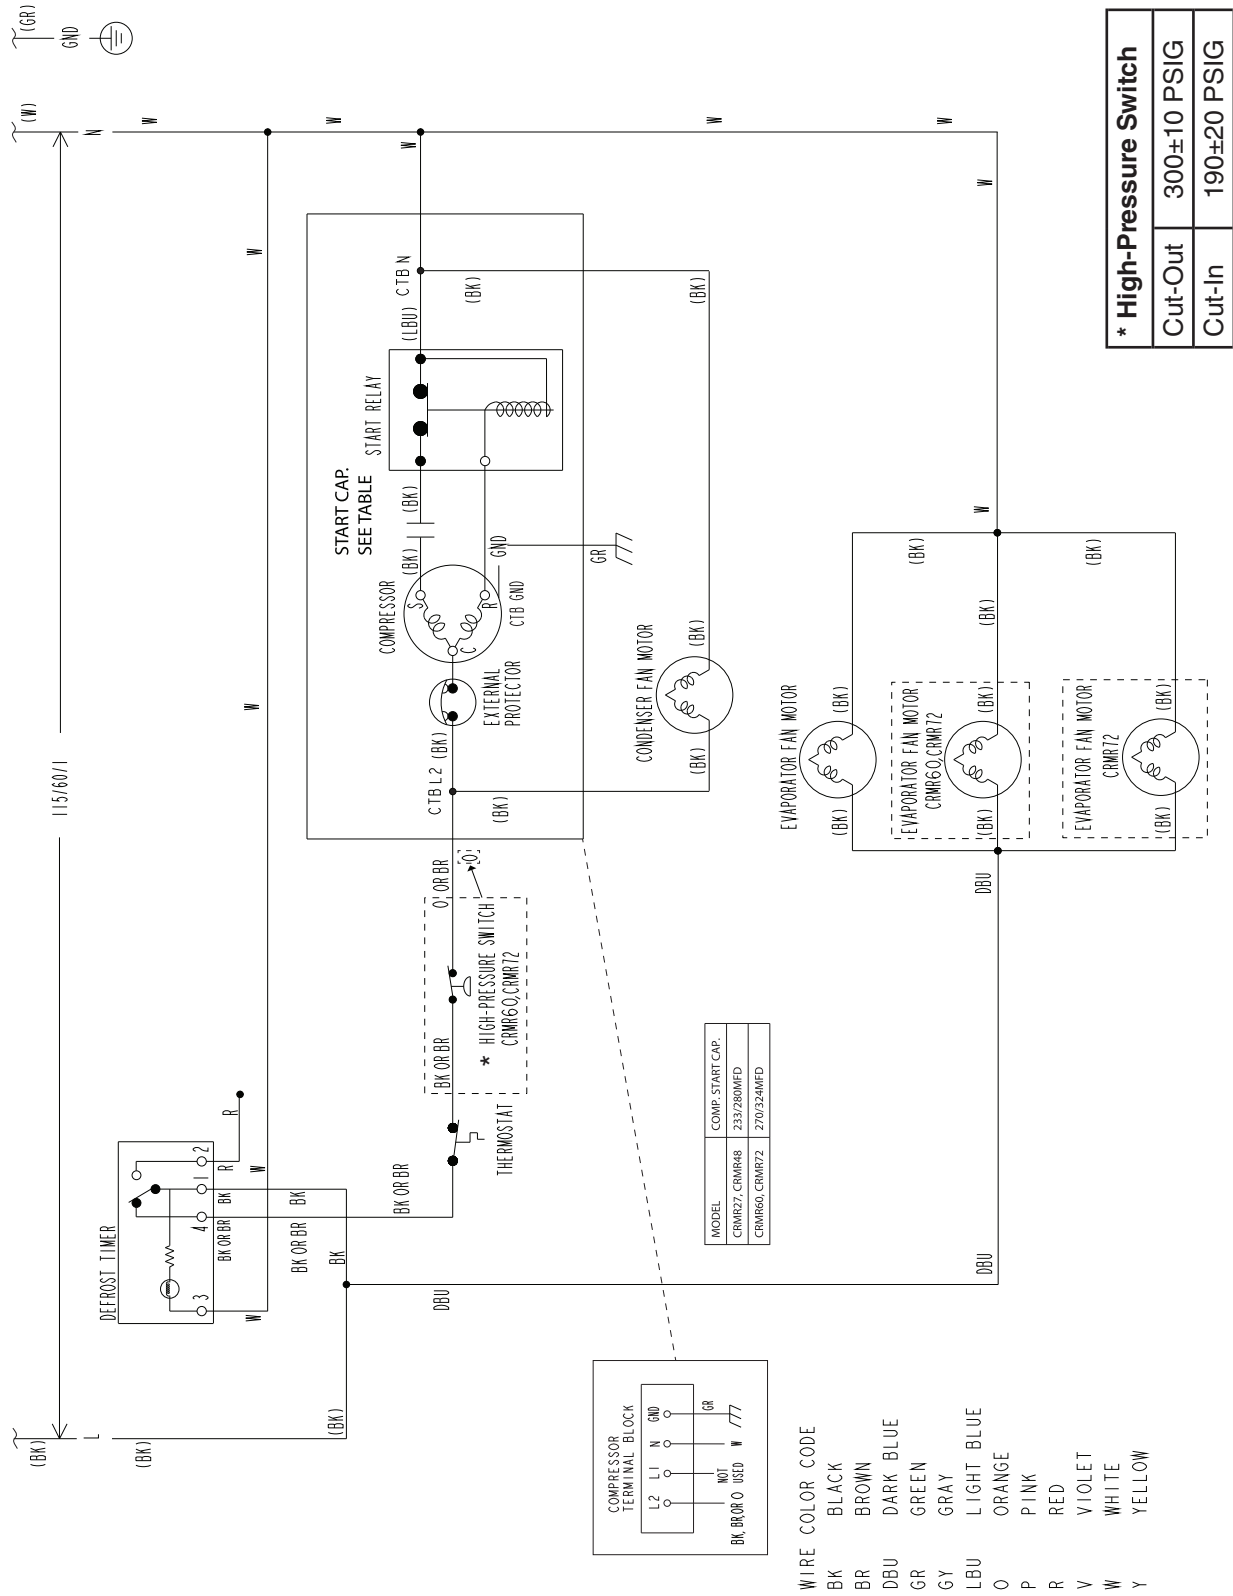 (GR)
GND
(W)
N
W
W
W
W
W
W
W
W
W
115/60/1
(BK)
L
(BK)
(BK)
DEFROST TIMER
3
4
1
2
W
BK OR BR
BK
R
R
W
BK OR BR
BK
BK
BK OR BR
DBU
DBU
DBU
THERMOSTAT
BK OR BR
* HIGH-PRESSURE SWITCH
CRMR60,CRMR72
O OR BR
(O)
CTB L2
(BK)
(BK)
EXTERNAL
PROTECTOR
COMPRESSOR
C
S
R
CTB GND
GND
GR
(BK)
(BK)
START CAP.
SEE TABLE
START RELAY
(LBU)
CTB N
(BK)
(BK)
CONDENSER FAN MOTOR
(BK)
(BK)
EVAPORATOR FAN MOTOR
(BK)
(BK)
EVAPORATOR FAN MOTOR
CRMR60,CRMR72
(BK)
(BK)
EVAPORATOR FAN MOTOR
CRMR72
(BK)
(BK)
(BK)
(BK)
(BK)
W
MODEL COMP. START CAP.
CRMR27, CRMR48 233/280MFD
CRMR60, CRMR72 270/324MFD
COMPRESSOR
TERMINAL BLOCK
L2 L1 N GND
BK, BR,OR O
NOT
USED
W
GR
WIRE COLOR CODE
BK BLACK
BR BROWN
DBU DARK BLUE
GR GREEN
GY GRAY
LBU LIGHT BLUE
O ORANGE
P PINK
R RED
V VIOLET
W WHITE
Y YELLOW
* High-Pressure Switch
Cut-Out 300±10 PSIG
Cut-In 190±20 PSIG